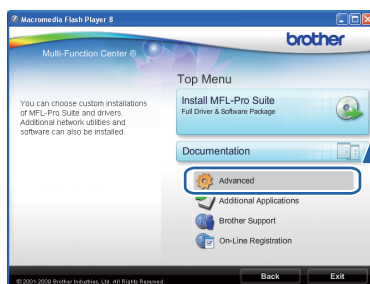 Macromedia Flash Player 8
brother
Multi-Function Center ®
Top Menu
You can choose custom installations
of MFL-Pro Suite and drivers.
Additional network utilities and
software can also be installed.
Install MFL-Pro Suite
Full Driver & Software Package
Documentation
Advanced
Additional Applications
Brother Support
On-Line Registration
© 2001-2009 Brother Industries, Ltd. All Rights Reserved.
Back
Exit